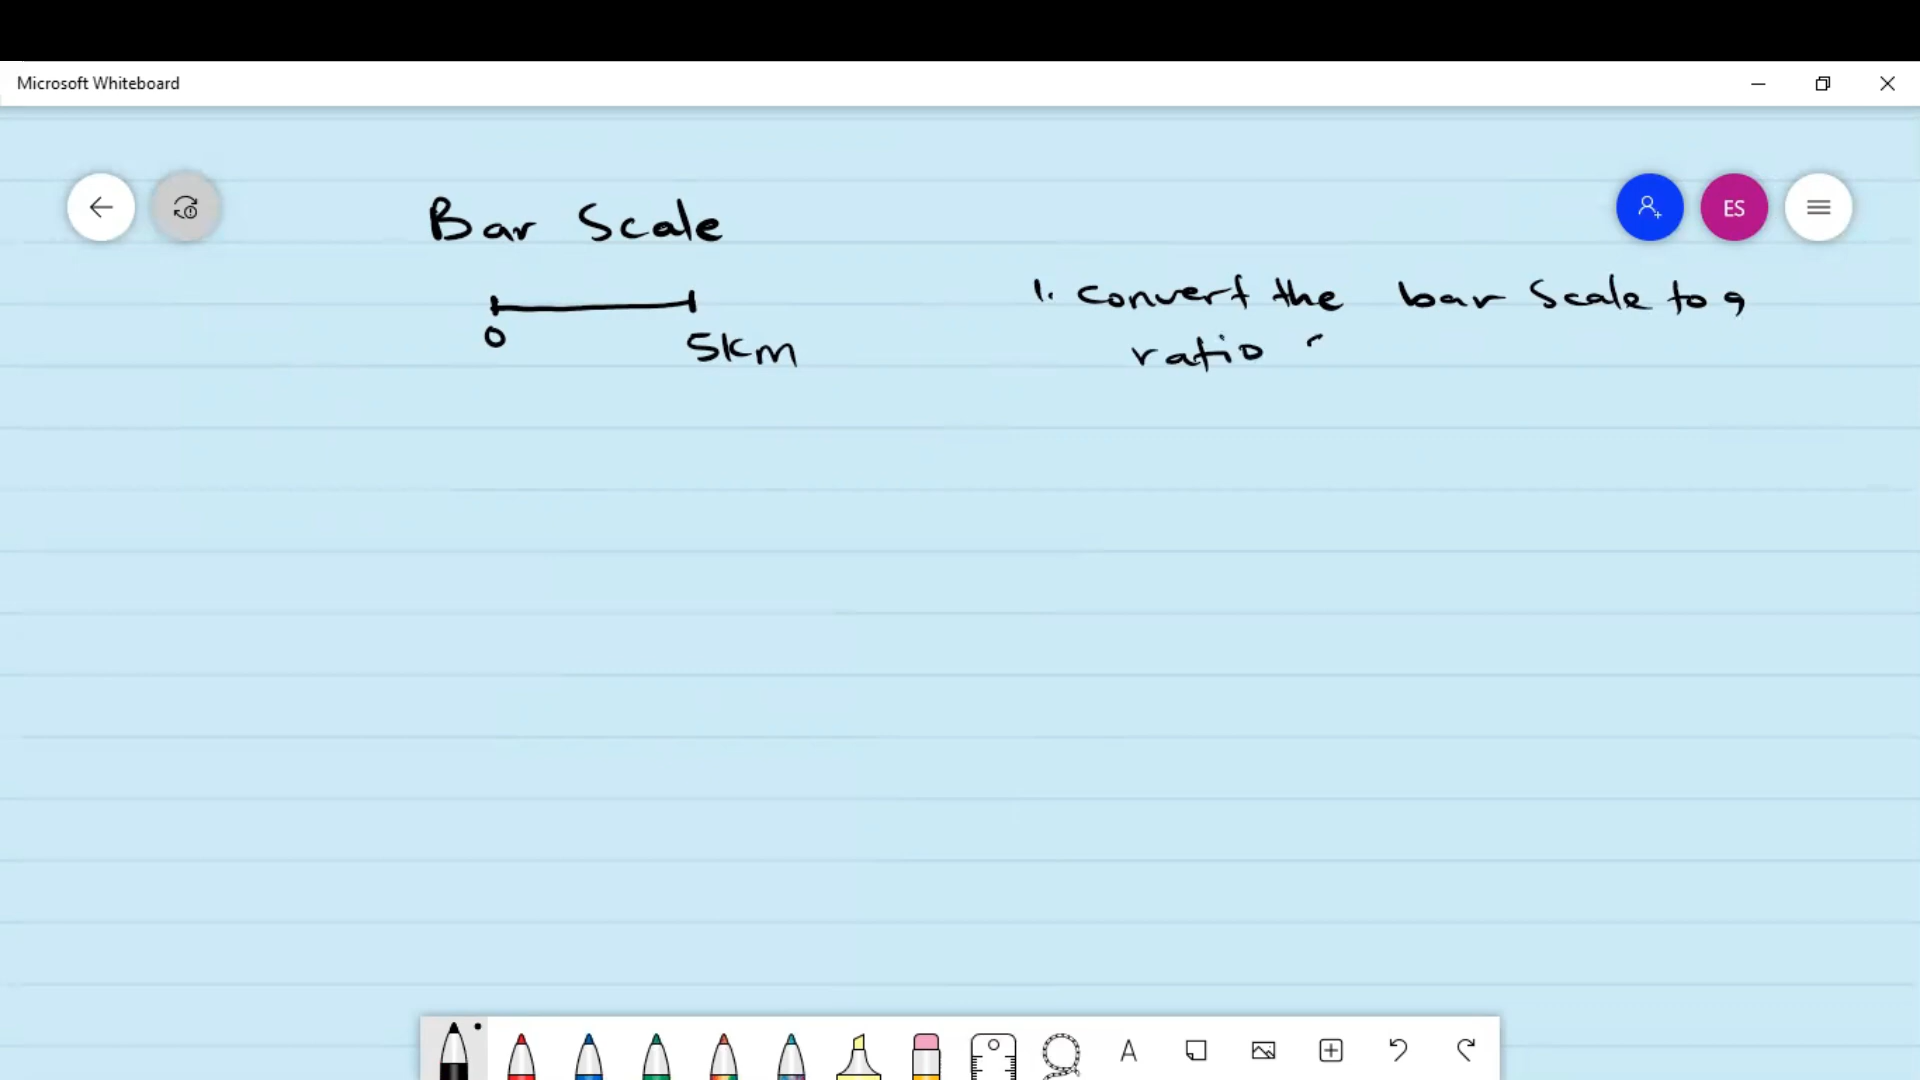 Microsoft Whiteboard
Bar Scale
ES
1. Convert the bar Scale to a
0
5km
ratio
A